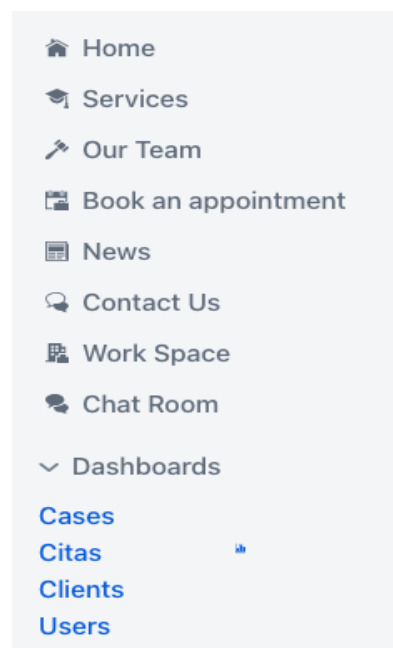 Home
Services
Our Team
Book an appointment
News
Contact Us
Work Space
Chat Room
Dashboards
Cases
Citas
Clients
Users